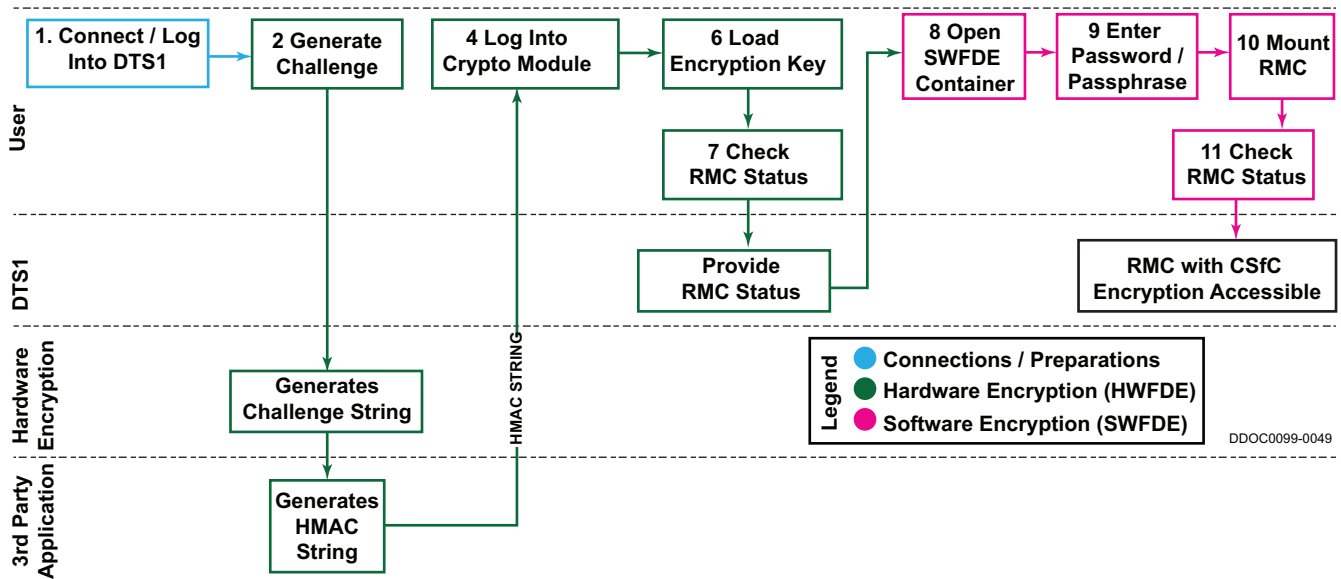 User
1. Connect / Log
Into DTS1
2 Generate
Challenge
4 Log Into
Crypto Module
6 Load
Encryption Key
7 Check
RMC Status
8 Open
SWFDE
Container
9 Enter
Password /
Passphrase
10 Mount
RMC
11 Check
RMC Status
DTS1
Provide
RMC Status
RMC with CSfC
Encryption Accessible
Hardware
Encryption
Generates
Challenge String
HMAC STRING
Legend
Connections / Preparations
Hardware Encryption (HWFDE)
Software Encryption (SWFDE)
DDOC0099-0049
3rd Party
Application
Generates
HMAC
String